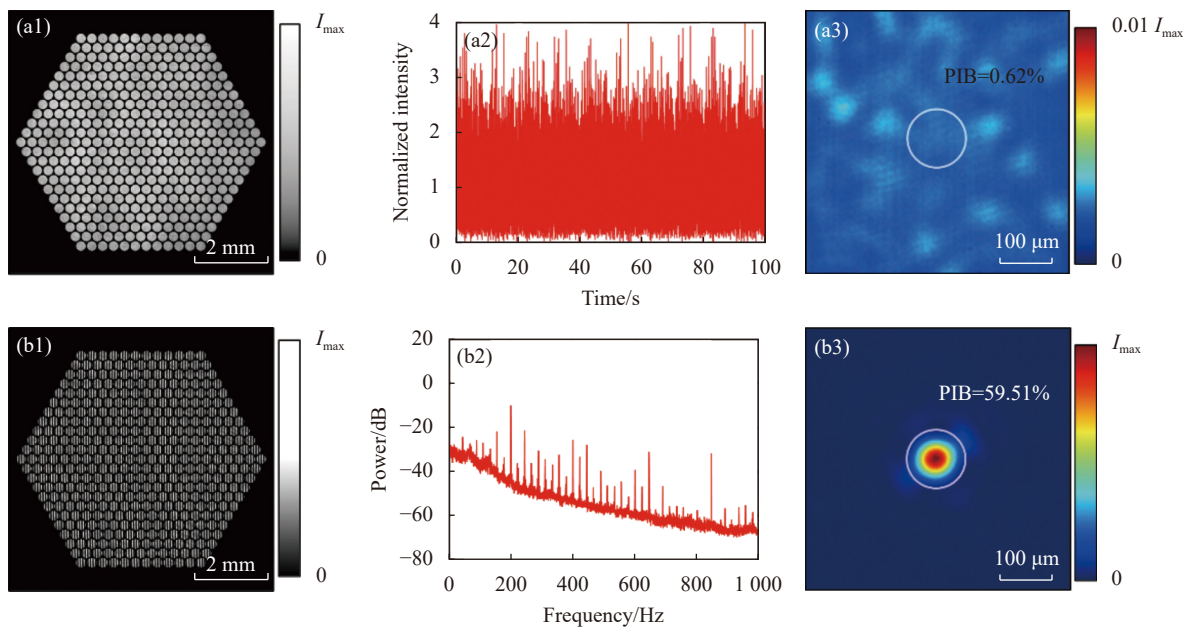 (a1)
I_max
0
2 mm
(a2)
Normalized intensity
4
3
2
1
0
0 20 40 60 80 100
Time/s
(a3)
0.01 I_max
PIB=0.62%
100 μm
0
(b1)
I_max
0
2 mm
(b2)
Power/dB
20
0
−20
−40
−60
−80
0 200 400 600 800 1 000
Frequency/Hz
(b3)
I_max
PIB=59.51%
100 μm
0